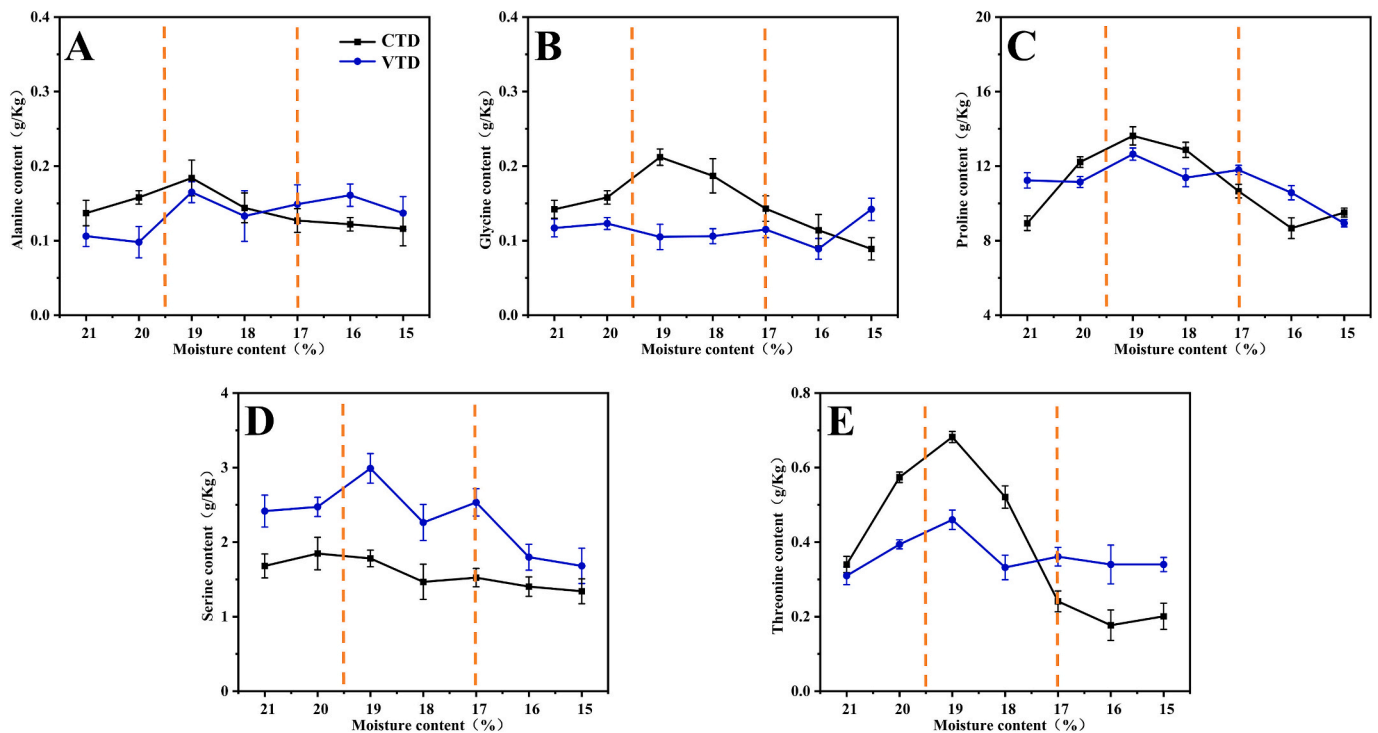 A
CTD
VTD
Alanine content（g/Kg）
0.4
0.3
0.2
0.1
0.0
21 20 19 18 17 16 15
Moisture content（%）
B
Glycine content（g/Kg）
0.4
0.3
0.2
0.1
0.0
21 20 19 18 17 16 15
Moisture content（%）
C
Proline content（g/Kg）
20
16
12
8
4
21 20 19 18 17 16 15
Moisture content（%）
D
Serine content（g/Kg）
4
3
2
1
0
21 20 19 18 17 16 15
Moisture content（%）
E
Threonine content（g/Kg）
0.8
0.6
0.4
0.2
0.0
21 20 19 18 17 16 15
Moisture content（%）